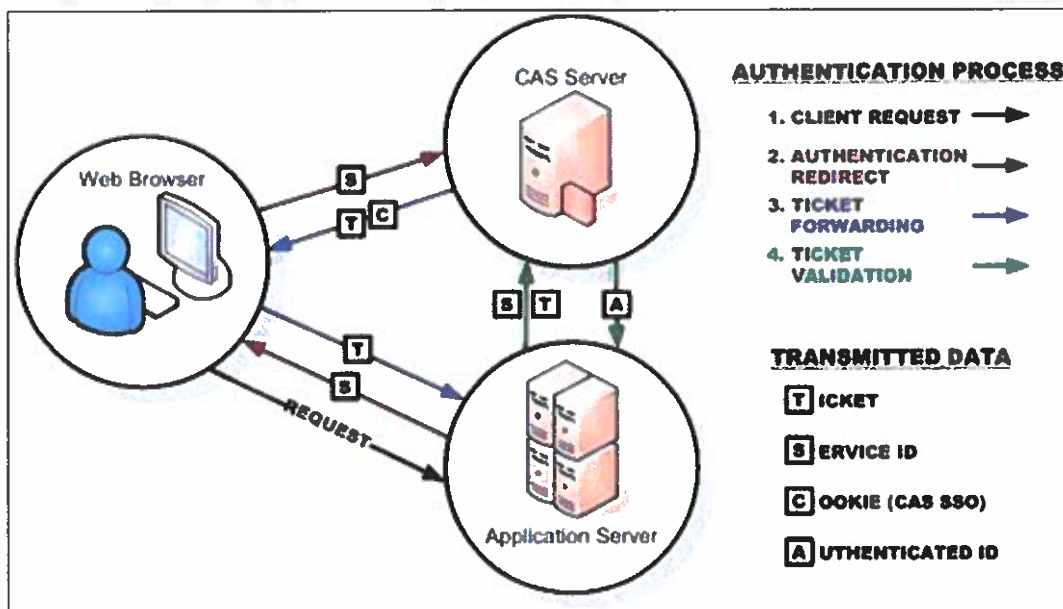 CAS Server
Web Browser
S
C
T
S
T
A
T
S
REQUEST
Application Server
AUTHENTICATION PROCESS
1. CLIENT REQUEST
2. AUTHENTICATION
REDIRECT
3. TICKET
FORWARDING
4. TICKET
VALIDATION
TRANSMITTED DATA
T ICKET
S ERVICE ID
C OOKIE (CAS SSO)
A UTHENTICATED ID